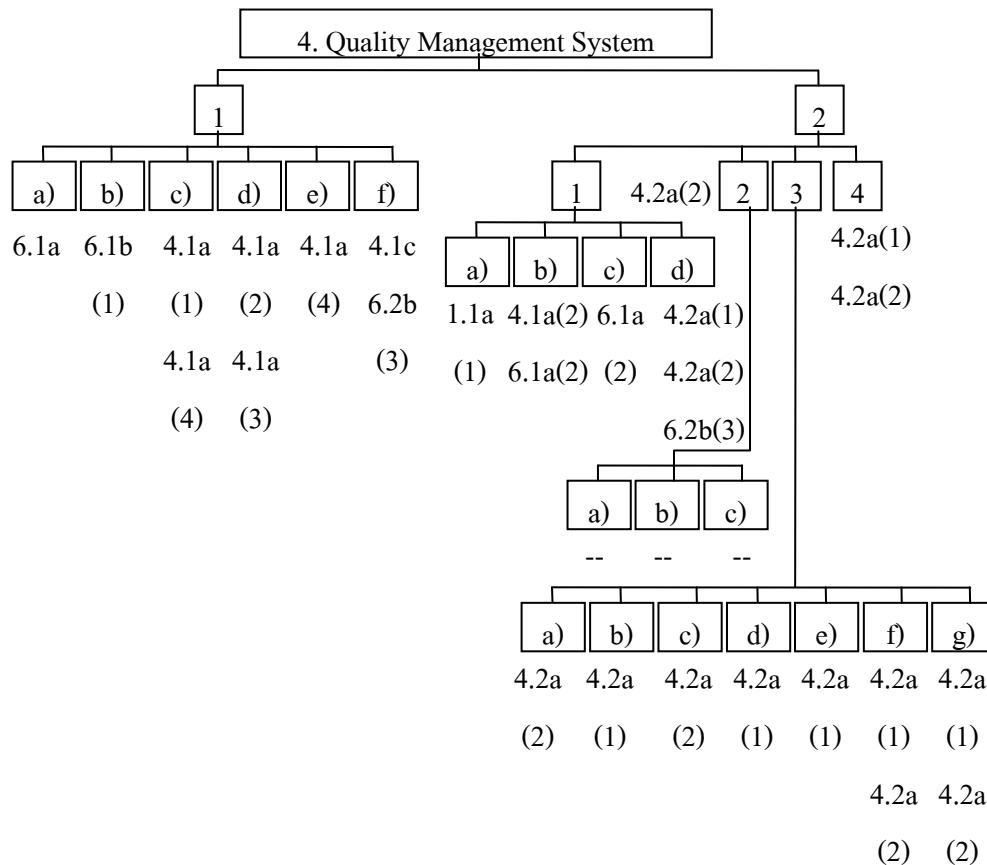 4. Quality Management System
1 2
a) b) c) d) e) f) 1 4.2a(2) 2 3 4
6.1a 6.1b 4.1a 4.1a 4.1a 4.1c 4.2a(1)
a) b) c) d)
(1) (1) (2) (4) 6.2b 4.2a(2)
1.1a 4.1a(2) 6.1a 4.2a(1)
4.1a 4.1a (3) (1) 6.1a(2) (2) 4.2a(2)
(4) (3) 6.2b(3)
a) b) c)
-- -- --
a) b) c) d) e) f) g)
4.2a 4.2a 4.2a 4.2a 4.2a 4.2a 4.2a
(2) (1) (2) (1) (1) (1) (1)
4.2a 4.2a
(2) (2)